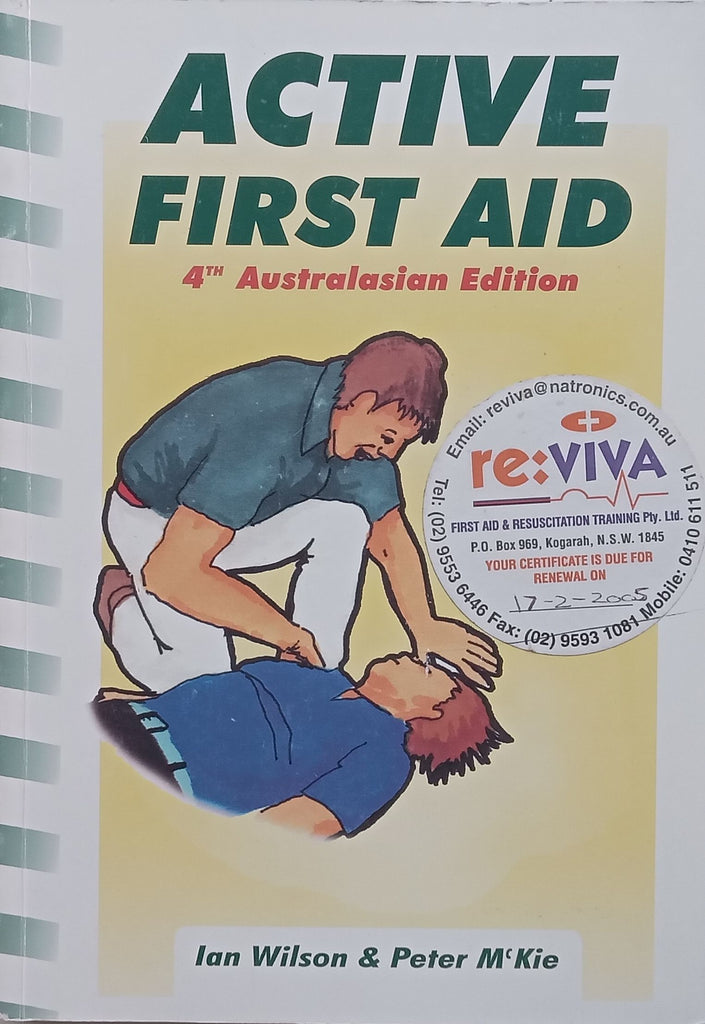 ACTIVE
FIRST AID
4TH Australasian Edition
Email: reviva@natronics.com.au
re:VIVA
FIRST AID & RESUSCITATION TRAINING Pty. Ltd.
P.O. Box 969, Kogarah, N.S.W. 1845
YOUR CERTIFICATE IS DUE FOR
RENEWAL ON
17-2-2005
Tel: (02) 9553 6446 Fax: (02) 9593 1081 Mobile: 0410 611 511
Ian Wilson & Peter McKie